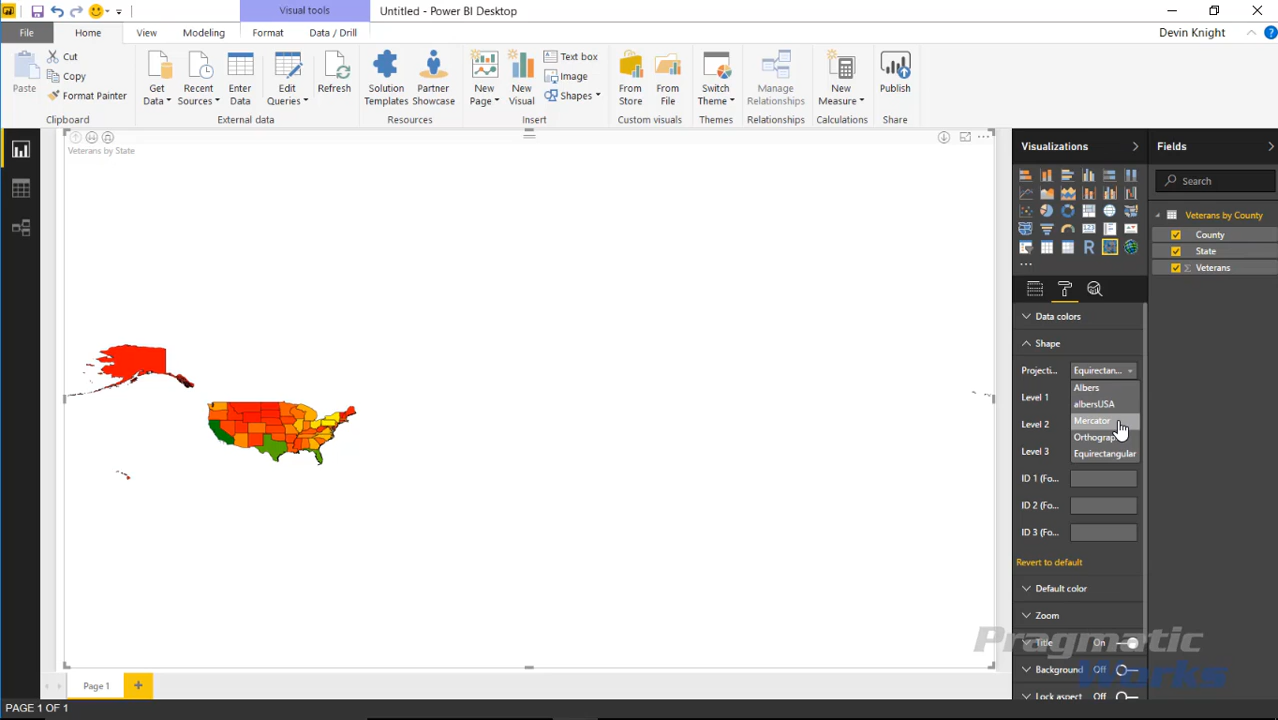 Visual tools
Untitled - Power BI Desktop
File
Home
View
Modeling
Format
Data / Drill
Devin Knight
Paste
Cut
Copy
Format Painter
Get Data
Recent Sources
Enter Data
Edit Queries
Refresh
Solution Templates
Partner Showcase
New Page
New Visual
Text box
Image
Shapes
From Store
From File
Switch Theme
Manage Relationships
New Measure
Publish
Clipboard
External data
Resources
Insert
Custom visuals
Themes
Relationships
Calculations
Share
Veterans by State
Visualizations
R
Data colors
Shape
Projecti...
Equirectan...
Albers
albersUSA
Mercator
Orthograp
Equirectangular
Level 1
Level 2
Level 3
ID 1 (Fo...
ID 2 (Fo...
ID 3 (Fo...
Revert to default
Default color
Zoom
Title On
Background Off
Lock aspect Off
Fields
Search
Veterans by County
County
State
Σ Veterans
Pragmatic
Works
Page 1
PAGE 1 OF 1